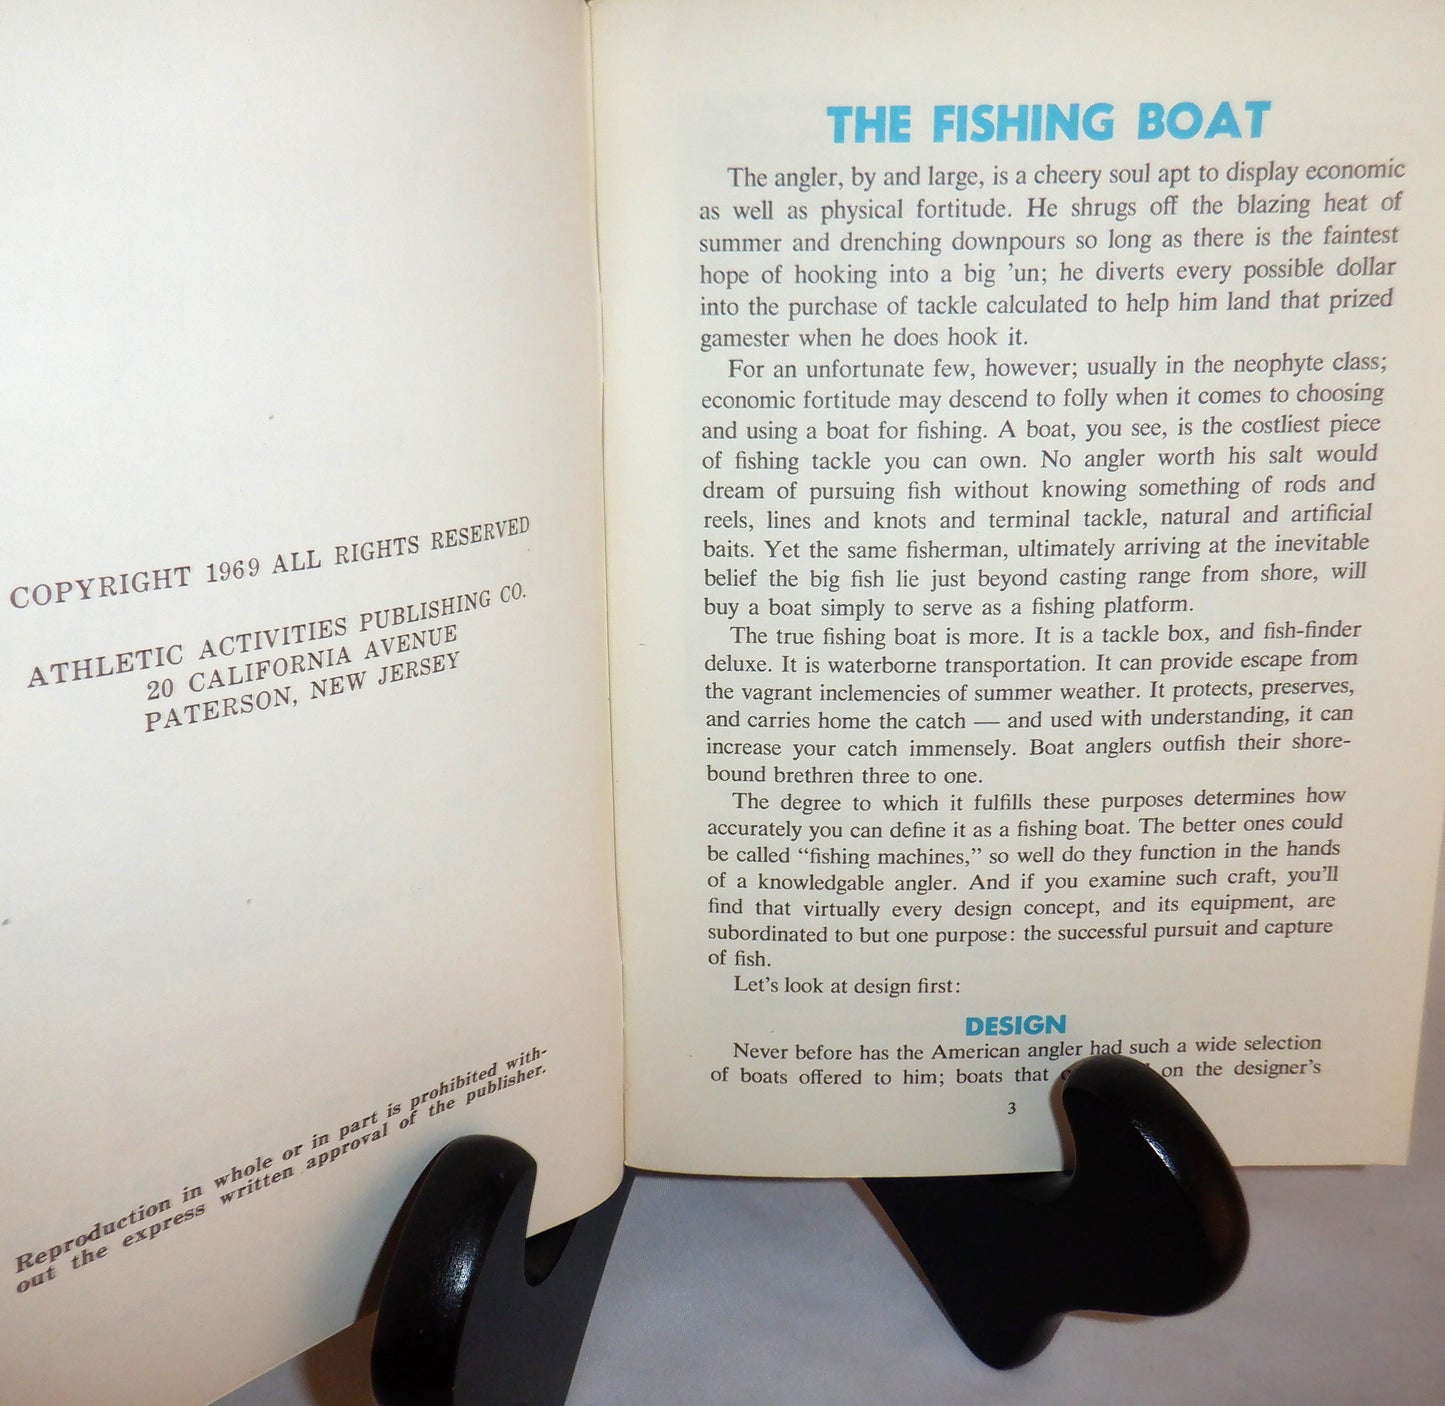 COPYRIGHT 1969 ALL RIGHTS RESERVED
ATHLETIC ACTIVITIES PUBLISHING CO.
20 CALIFORNIA AVENUE
PATERSON, NEW JERSEY
Reproduction in whole or in part is prohibited with-
out the express written approval of the publisher.
THE FISHING BOAT
The angler, by and large, is a cheery soul apt to display economic
as well as physical fortitude. He shrugs off the blazing heat of
summer and drenching downpours so long as there is the faintest
hope of hooking into a big 'un; he diverts every possible dollar
into the purchase of tackle calculated to help him land that prized
gamester when he does hook it.
For an unfortunate few, however; usually in the neophyte class;
economic fortitude may descend to folly when it comes to choosing
and using a boat for fishing. A boat, you see, is the costliest piece
of fishing tackle you can own. No angler worth his salt would
dream of pursuing fish without knowing something of rods and
reels, lines and knots and terminal tackle, natural and artificial
baits. Yet the same fisherman, ultimately arriving at the inevitable
belief the big fish lie just beyond casting range from shore, will
buy a boat simply to serve as a fishing platform.
The true fishing boat is more. It is a tackle box, and fish-finder
deluxe. It is waterborne transportation. It can provide escape from
the vagrant inclemencies of summer weather. It protects, preserves,
and carries home the catch — and used with understanding, it can
increase your catch immensely. Boat anglers outfish their shore-
bound brethren three to one.
The degree to which it fulfills these purposes determines how
accurately you can define it as a fishing boat. The better ones could
be called “fishing machines,” so well do they function in the hands
of a knowledgable angler. And if you examine such craft, you'll
find that virtually every design concept, and its equipment, are
subordinated to but one purpose: the successful pursuit and capture
of fish.
Let's look at design first:
DESIGN
Never before has the American angler had such a wide selection
of boats offered to him; boats that on the designer's
3